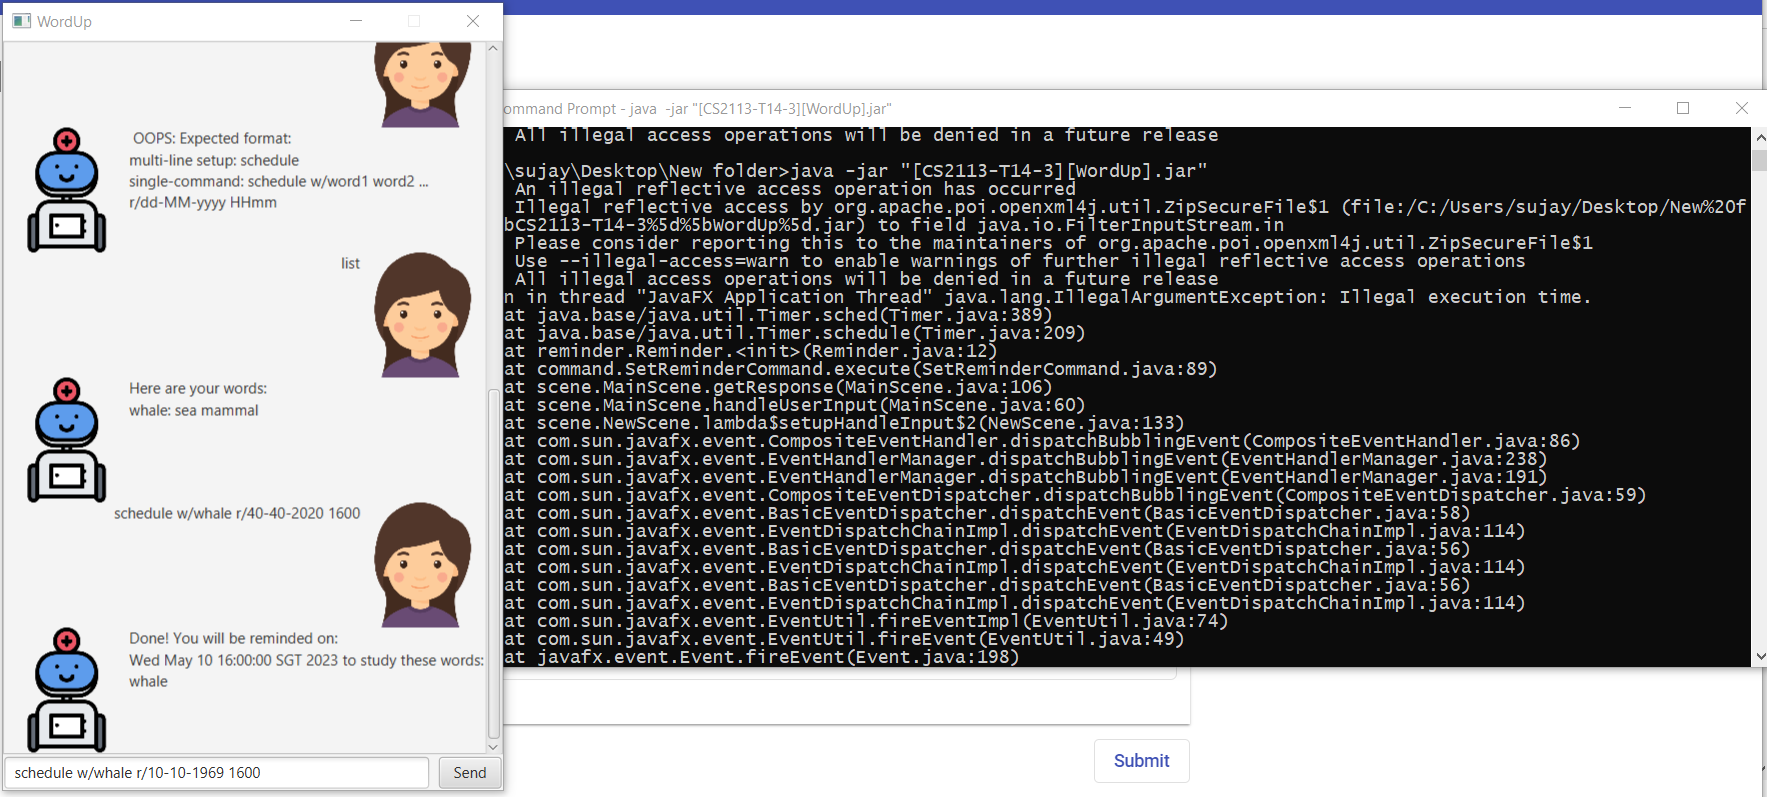 WordUp
OOPS: Expected format:
multi-line setup: schedule
single-command: schedule w/word1 word2 ...
r/dd-MM-yyyy HHmm
list
Here are your words:
whale: sea mammal
schedule w/whale r/40-40-2020 1600
Done! You will be reminded on:
Wed May 10 16:00:00 SGT 2023 to study these words:
whale
schedule w/whale r/10-10-1969 1600
Send
ommand Prompt - java  -jar "[CS2113-T14-3][WordUp].jar"
All illegal access operations will be denied in a future release
\sujay\Desktop\New folder>java -jar "[CS2113-T14-3][WordUp].jar"
An illegal reflective access operation has occurred
Illegal reflective access by org.apache.poi.openxml4j.util.ZipSecureFile$1 (file:/C:/Users/sujay/Desktop/New%20f
bCS2113-T14-3%5d%5bWordUp%5d.jar) to field java.io.FilterInputStream.in
Please consider reporting this to the maintainers of org.apache.poi.openxml4j.util.ZipSecureFile$1
Use --illegal-access=warn to enable warnings of further illegal reflective access operations
All illegal access operations will be denied in a future release
n in thread "JavaFX Application Thread" java.lang.IllegalArgumentException: Illegal execution time.
at java.base/java.util.Timer.sched(Timer.java:389)
at java.base/java.util.Timer.schedule(Timer.java:209)
at reminder.Reminder.<init>(Reminder.java:12)
at command.SetReminderCommand.execute(SetReminderCommand.java:89)
at scene.MainScene.getResponse(MainScene.java:106)
at scene.MainScene.handleUserInput(MainScene.java:60)
at scene.NewScene.lambda$setupHandleInput$2(NewScene.java:133)
at com.sun.javafx.event.CompositeEventHandler.dispatchBubblingEvent(CompositeEventHandler.java:86)
at com.sun.javafx.event.EventHandlerManager.dispatchBubblingEvent(EventHandlerManager.java:238)
at com.sun.javafx.event.EventHandlerManager.dispatchBubblingEvent(EventHandlerManager.java:191)
at com.sun.javafx.event.CompositeEventDispatcher.dispatchBubblingEvent(CompositeEventDispatcher.java:59)
at com.sun.javafx.event.BasicEventDispatcher.dispatchEvent(BasicEventDispatcher.java:58)
at com.sun.javafx.event.EventDispatchChainImpl.dispatchEvent(EventDispatchChainImpl.java:114)
at com.sun.javafx.event.BasicEventDispatcher.dispatchEvent(BasicEventDispatcher.java:56)
at com.sun.javafx.event.EventDispatchChainImpl.dispatchEvent(EventDispatchChainImpl.java:114)
at com.sun.javafx.event.BasicEventDispatcher.dispatchEvent(BasicEventDispatcher.java:56)
at com.sun.javafx.event.EventDispatchChainImpl.dispatchEvent(EventDispatchChainImpl.java:114)
at com.sun.javafx.event.EventUtil.fireEventImpl(EventUtil.java:74)
at com.sun.javafx.event.EventUtil.fireEvent(EventUtil.java:49)
at javafx.event.Event.fireEvent(Event.java:198)
Submit